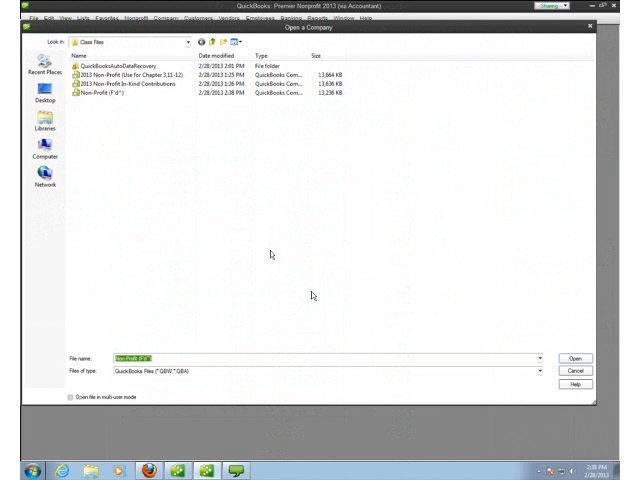 QuickBooks: Premier Nonprofit 2013 (via Accountant)
Sharing
File Edit View Lists Favorites Nonprofit Company Customers Vendors Employees Banking Reports Window Help
Open a Company
Look in: Class Files
Name Date modified Type Size
QuickBooksAutoDataRecovery 2/28/2013 2:01 PM File folder
2013 Non-Profit (Use for Chapter 3,11-12) 2/28/2013 1:25 PM QuickBooks Com... 13,664 KB
2013 Non-Profit In-Kind Contributions 2/28/2013 1:26 PM QuickBooks Com... 13,636 KB
Non-Profit 2/28/2013 2:38 PM QuickBooks Com... 13,236 KB
Recent Places
Desktop
Libraries
Computer
Network
File name: Non-Profit
Open
Files of type: QuickBooks Files (*.QBW,*.QBA)
Cancel
Help
Open file in multi-user mode
2:38 PM
2/28/2013